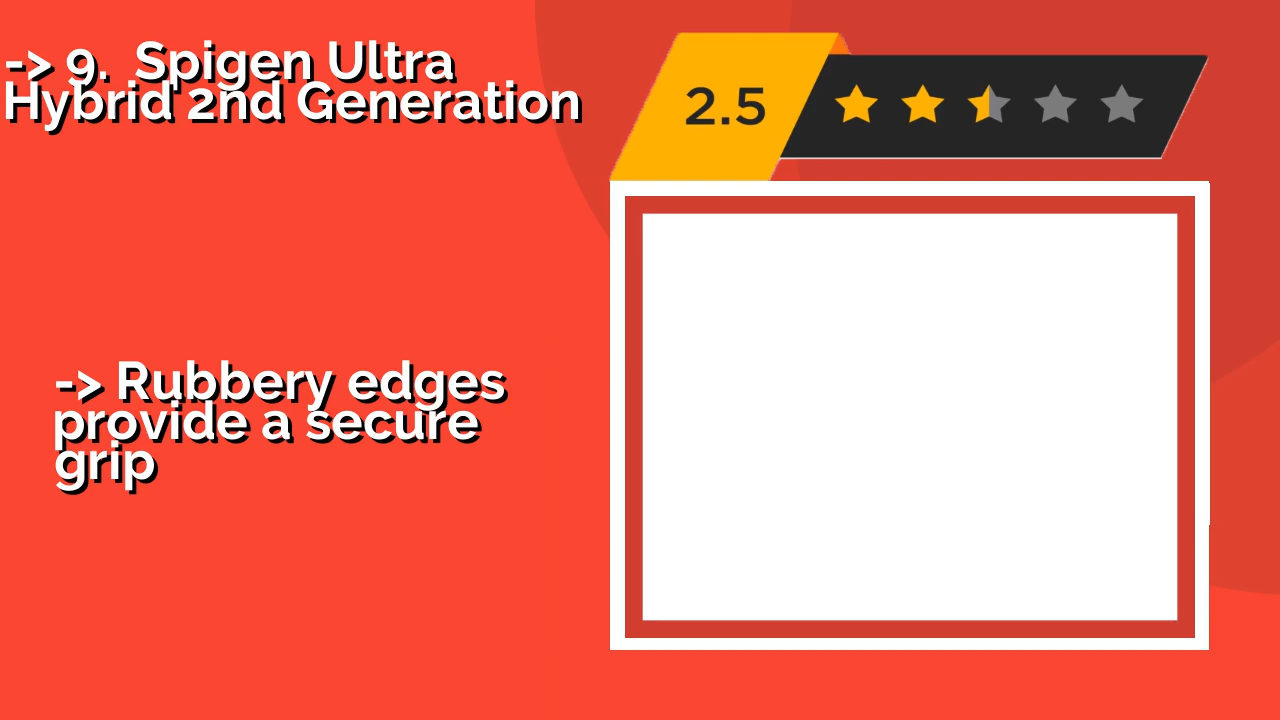 -> 9.  Spigen Ultra
Hybrid 2nd Generation
2.5
-> Rubbery edges
provide a secure
grip